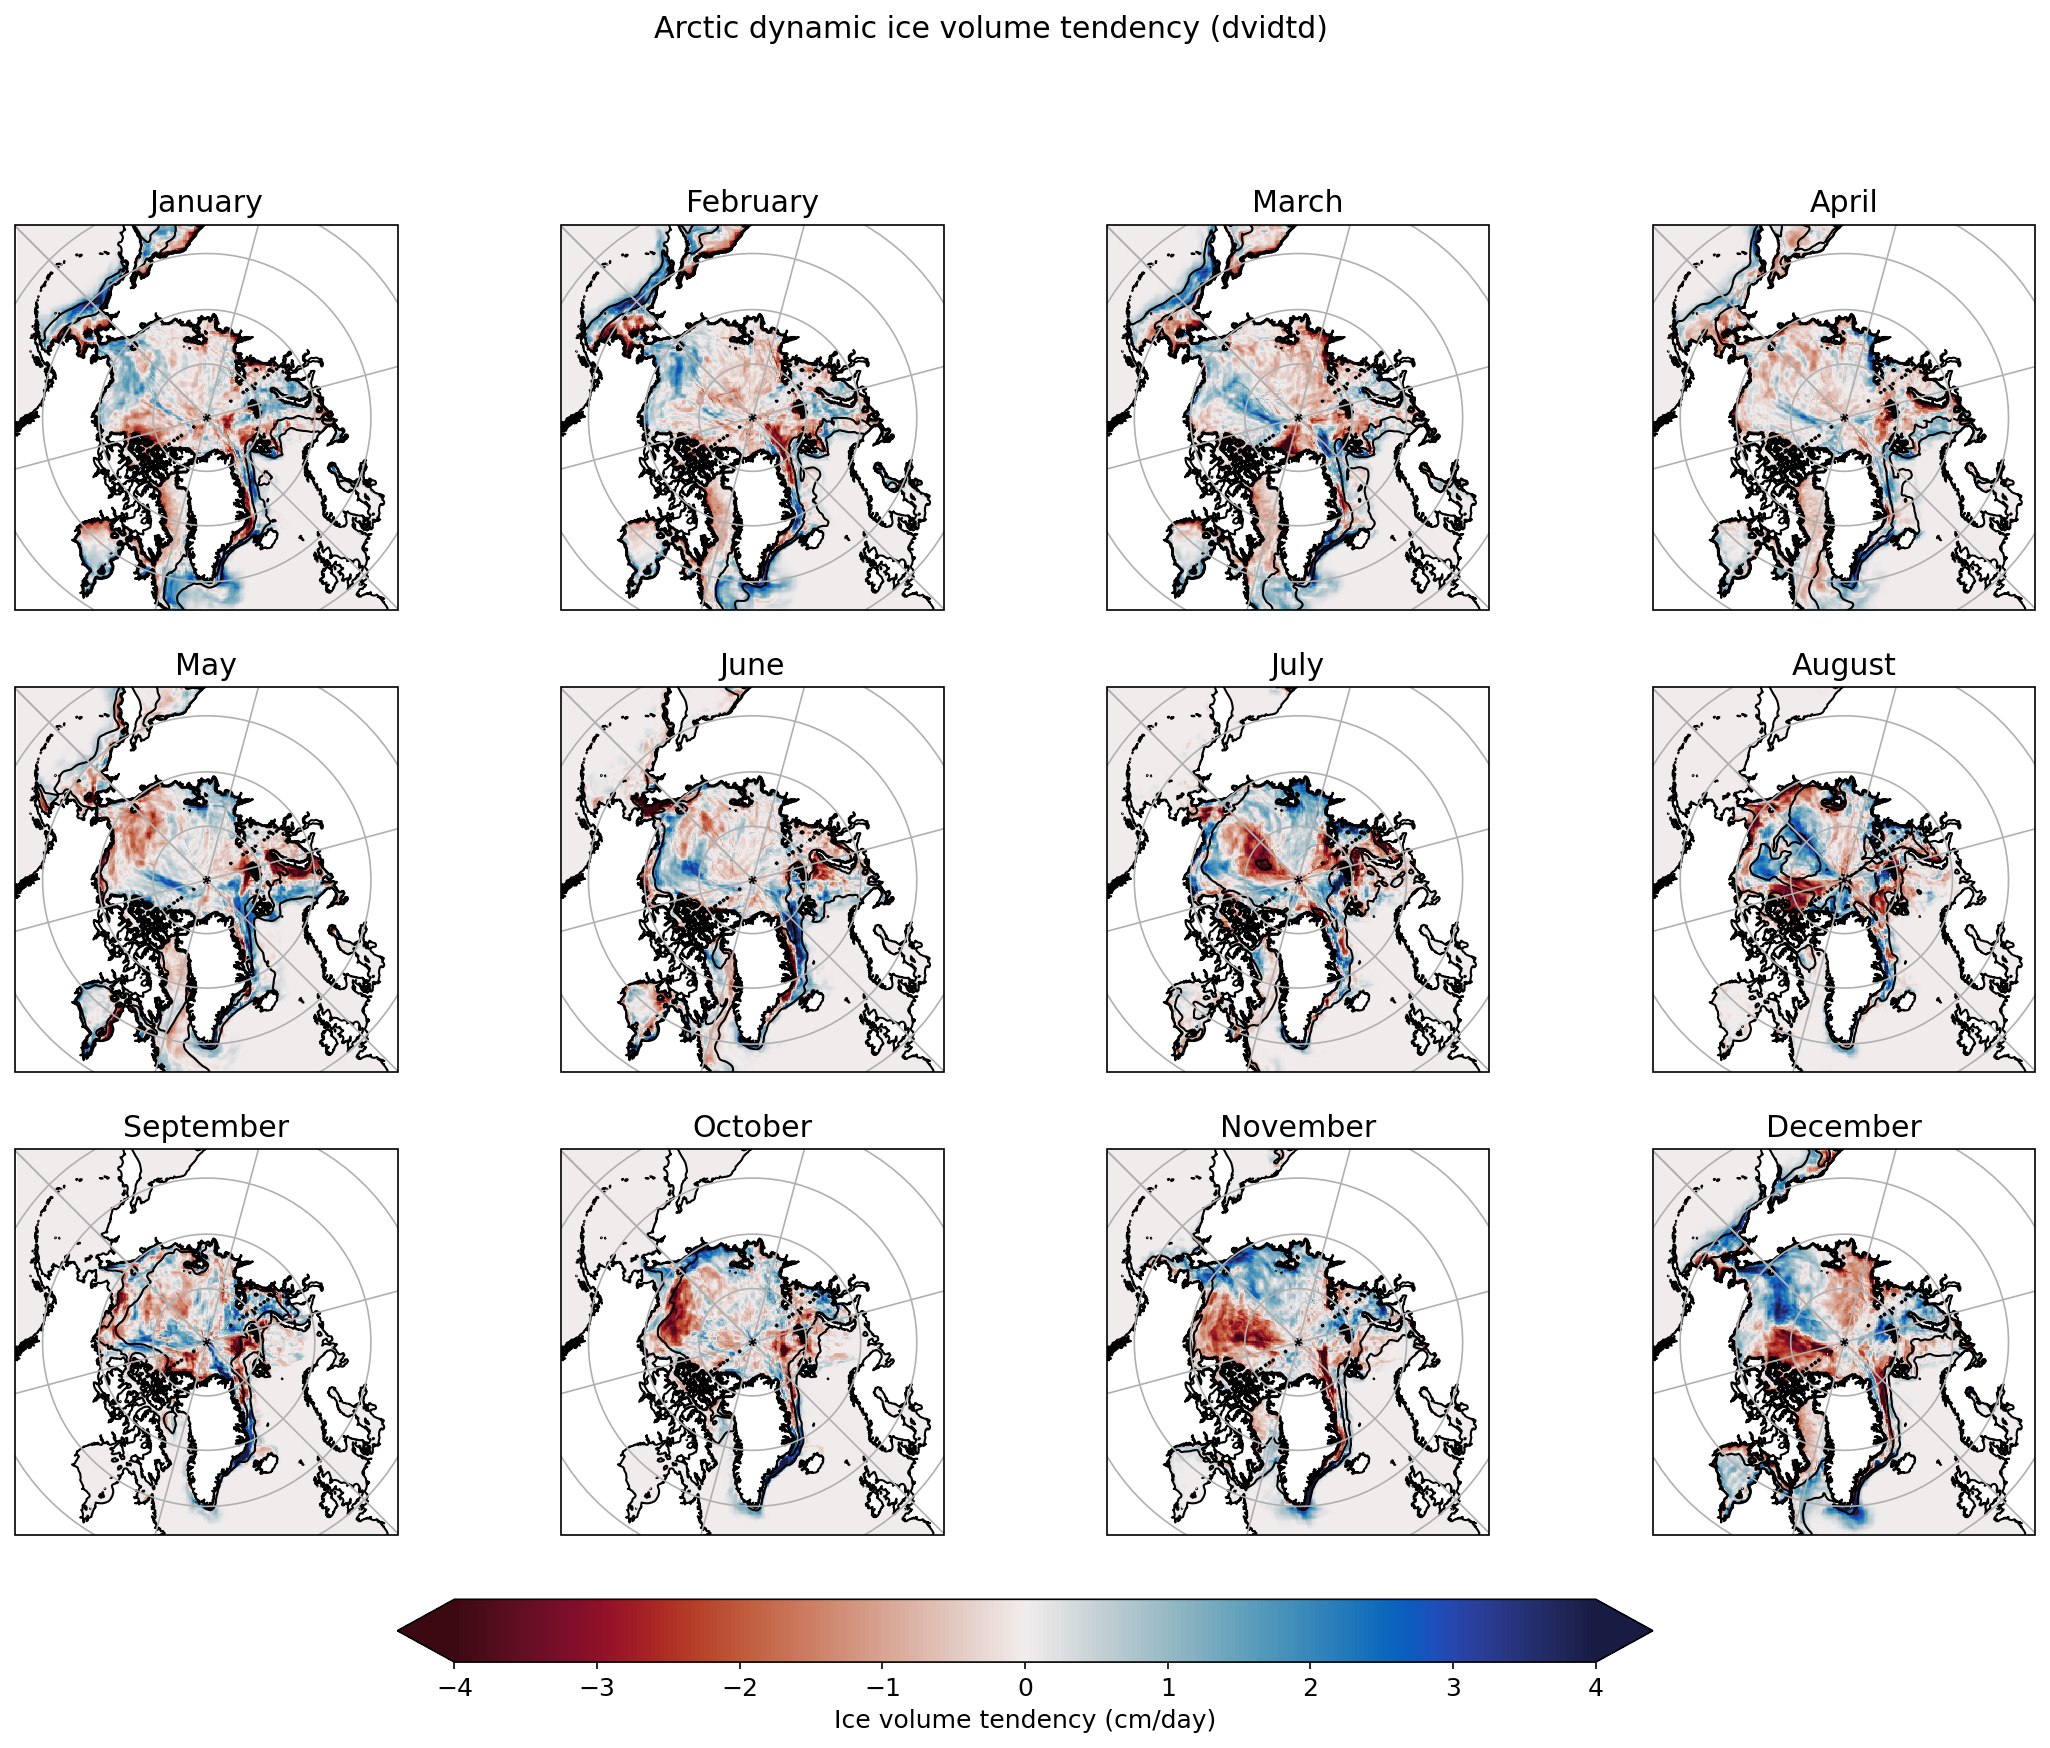 Arctic dynamic ice volume tendency (dvidtd)
January
February
March
April
May
June
July
August
September
October
November
December
−4 −3 −2 −1 0 1 2 3 4
Ice volume tendency (cm/day)